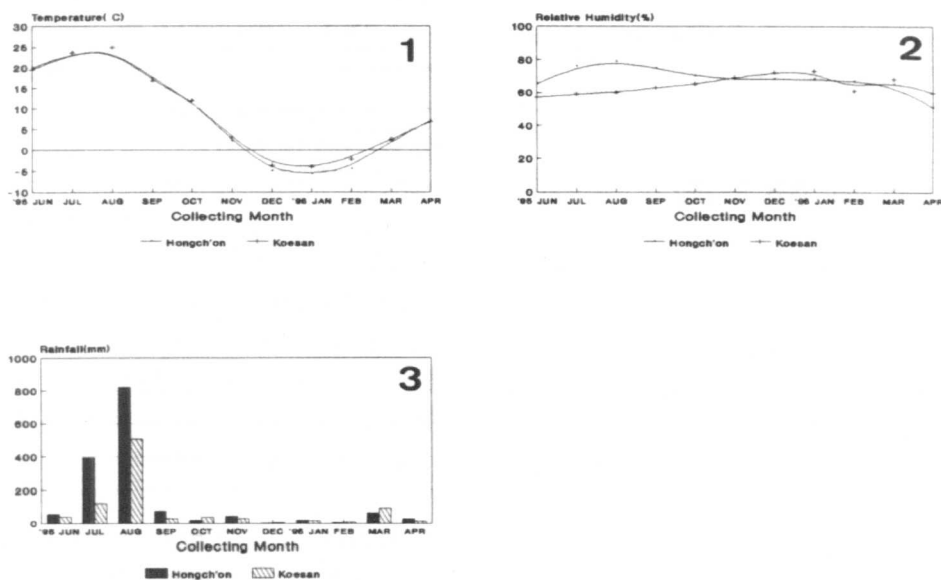 Temperature( C)
1
30
25
20
15
10
5
0
-5
-10
'95 JUN JUL AUG SEP OCT NOV DEC '96 JAN FEB MAR APR
Collecting Month
Hongch'on Koesan
Relative Humidity(%)
2
100
80
60
40
20
0
'95 JUN JUL AUG SEP OCT NOV DEC '96 JAN FEB MAR APR
Collecting Month
Hongch'on Koesan
Rainfall(mm)
3
1000
800
600
400
200
0
'95 JUN JUL AUG SEP OCT NOV DEC '96 JAN FEB MAR APR
Collecting Month
Hongch'on Koesan